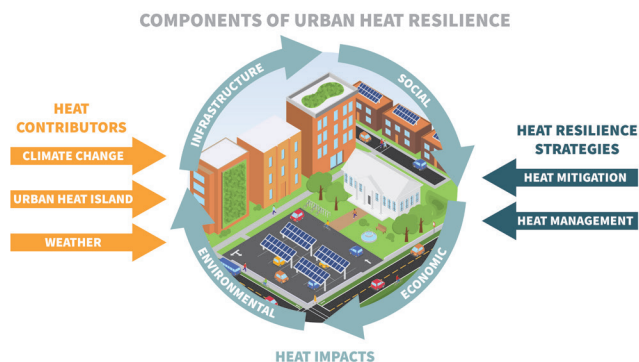 COMPONENTS OF URBAN HEAT RESILIENCE
HEAT
CONTRIBUTORS
CLIMATE CHANGE
URBAN HEAT ISLAND
WEATHER
INFRASTRUCTURE
SOCIAL
ENVIRONMENTAL
ECONOMIC
HEAT RESILIENCE
STRATEGIES
HEAT MITIGATION
HEAT MANAGEMENT
HEAT IMPACTS